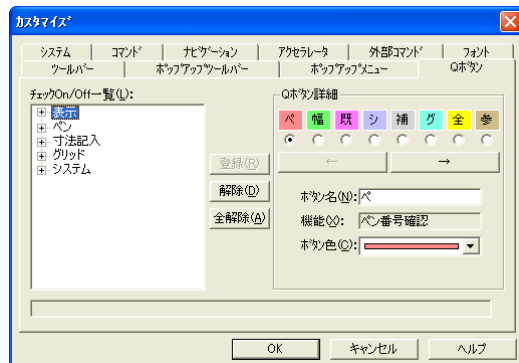 カスタマイズ
システム
コマンド
ナビゲーション
アクセラレータ
外部コマンド
フォント
ツールバー
ポップアップツールバー
ポップアップメニュー
Qボタン
チェックOn/Off一覧(L):
表示
ペン
寸法記入
グリッド
システム
登録(R)
解除(D)
全解除(A)
Qボタン詳細
ペ 幅 既 シ 補 グ 全 参
← →
ボタン名(N): ペ
機能(X): ペン番号確認
ボタン色(C):
OK
キャンセル
ヘルプ